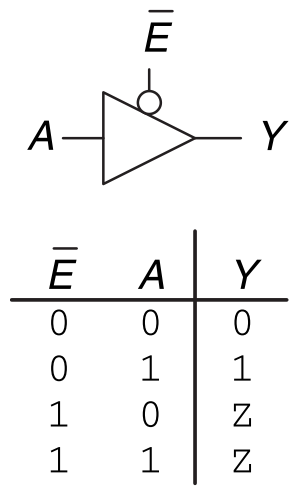 E̅
A Y
E̅ A Y
0 0 0
0 1 1
1 0 Z
1 1 Z